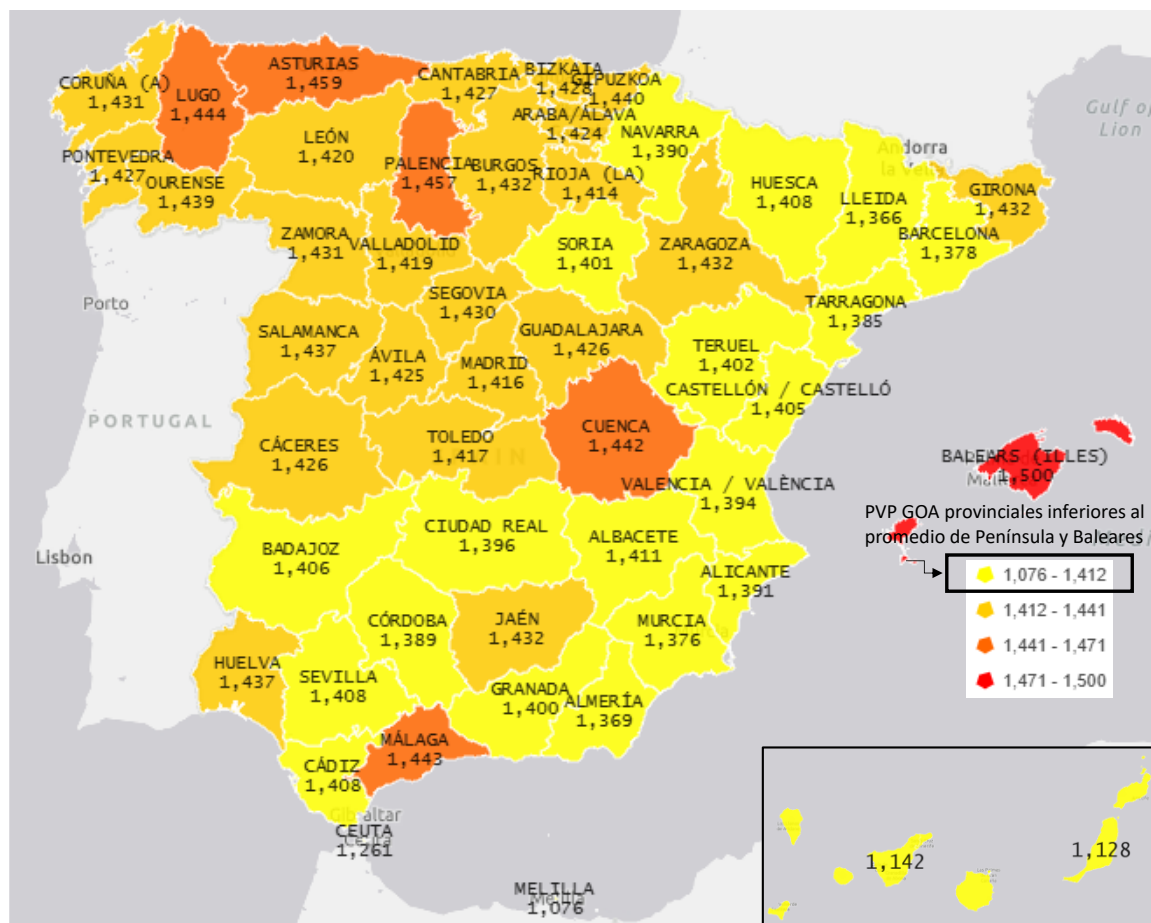 CORUÑA (A)
1,431
LUGO
1,444
ASTURIAS
1,459
CANTABRIA
1,427
BIZKAIA
1,428
GIPUZKOA
1,440
ARABA/ÁLAVA
1,424
NAVARRA
1,390
Gulf of
Lion
Andorra
la Vella
PONTEVEDRA
1,427
OURENSE
1,439
LEÓN
1,420
PALENCIA
1,457
BURGOS
1,432
RIOJA (LA)
1,414
HUESCA
1,408
LLEIDA
1,366
GIRONA
1,432
BARCELONA
1,378
ZAMORA
1,431
VALLADOLID
1,419
SORIA
1,401
ZARAGOZA
1,432
TARRAGONA
1,385
Porto
SEGOVIA
1,430
SALAMANCA
1,437
ÁVILA
1,425
MADRID
1,416
GUADALAJARA
1,426
TERUEL
1,402
CASTELLÓN / CASTELLÓ
1,405
PORTUGAL
CÁCERES
1,426
TOLEDO
1,417
CUENCA
1,442
VALENCIA / VALÈNCIA
1,394
BALEARS (ILLES)
1,500
PVP GOA provinciales inferiores al
promedio de Península y Baleares
1,076 - 1,412
1,412 - 1,441
1,441 - 1,471
1,471 - 1,500
Lisbon
BADAJOZ
1,406
CIUDAD REAL
1,396
ALBACETE
1,411
ALICANTE
1,391
CÓRDOBA
1,389
JAÉN
1,432
MURCIA
1,376
HUELVA
1,437
SEVILLA
1,408
GRANADA
1,400
ALMERÍA
1,369
MÁLAGA
1,443
CÁDIZ
1,408
Gibraltar
CEUTA
Ceuta
1,261
MELILLA
1,076
1,142
1,128